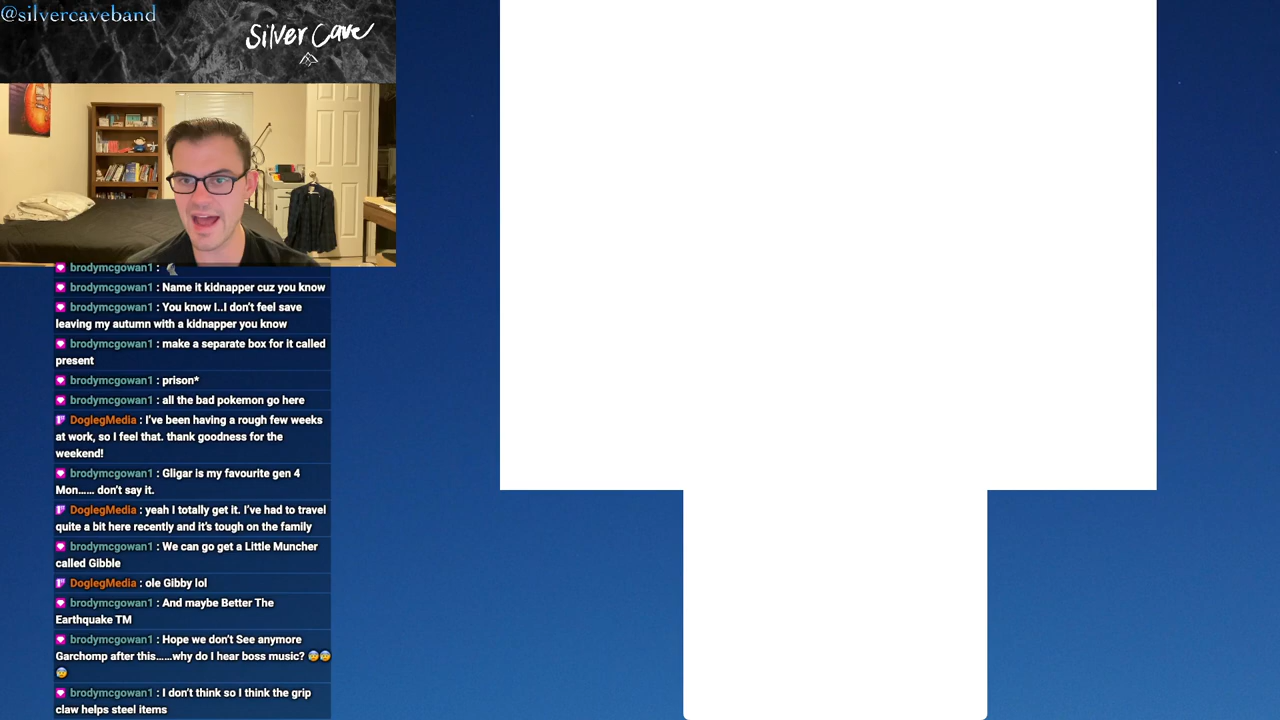 @silvercaveband
Silver Cave
brodymcgowan1 :
brodymcgowan1 : Name it kidnapper cuz you know
brodymcgowan1 : You know I..I don't feel save
leaving my autumn with a kidnapper you know
brodymcgowan1 : make a separate box for it called
present
brodymcgowan1 : prison*
brodymcgowan1 : all the bad pokemon go here
DoglegMedia : I've been having a rough few weeks
at work, so I feel that. thank goodness for the
weekend!
brodymcgowan1 : Gligar is my favourite gen 4
Mon...... don't say it.
DoglegMedia : yeah I totally get it. I've had to travel
quite a bit here recently and it's tough on the family
brodymcgowan1 : We can go get a Little Muncher
called Gibble
DoglegMedia : ole Gibby lol
brodymcgowan1 : And maybe Better The
Earthquake TM
brodymcgowan1 : Hope we don't See anymore
Garchomp after this......why do I hear boss music? 😰😰
😰
brodymcgowan1 : I don't think so I think the grip
claw helps steel items